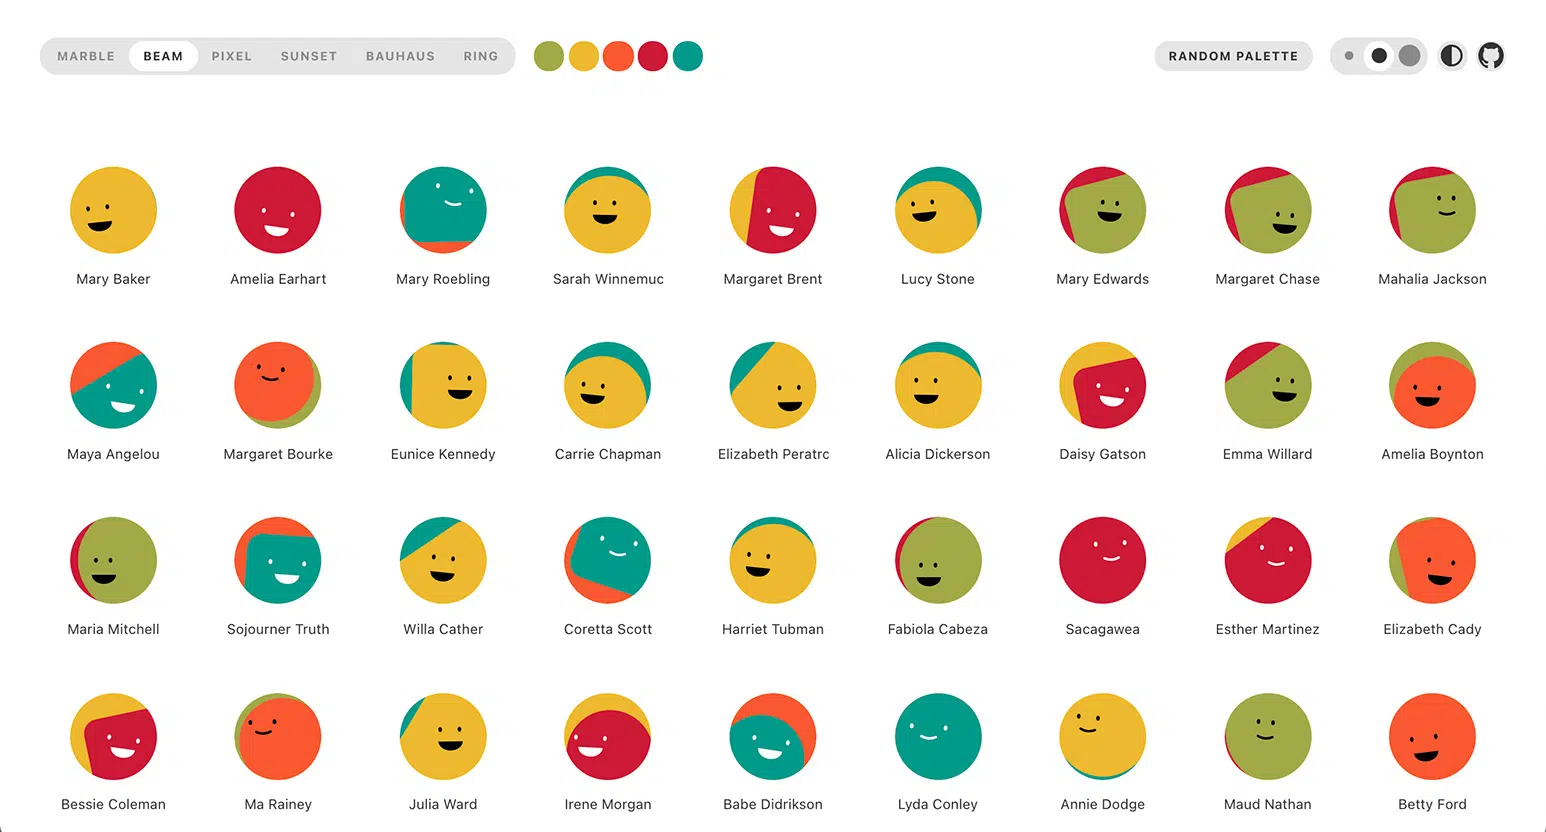 MARBLE BEAM PIXEL SUNSET BAUHAUS RING RANDOM PALETTE
Mary Baker Amelia Earhart Mary Roebling Sarah Winnemuc Margaret Brent Lucy Stone Mary Edwards Margaret Chase Mahalia Jackson
Maya Angelou Margaret Bourke Eunice Kennedy Carrie Chapman Elizabeth Peratrc Alicia Dickerson Daisy Gatson Emma Willard Amelia Boynton
Maria Mitchell Sojourner Truth Willa Cather Coretta Scott Harriet Tubman Fabiola Cabeza Sacagawea Esther Martinez Elizabeth Cady
Bessie Coleman Ma Rainey Julia Ward Irene Morgan Babe Didrikson Lyda Conley Annie Dodge Maud Nathan Betty Ford